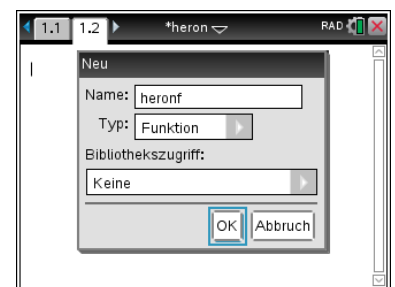 1.1 1.2 *heron RAD
Neu
Name: heronf
Typ: Funktion
Bibliothekszugriff:
Keine
OK Abbruch